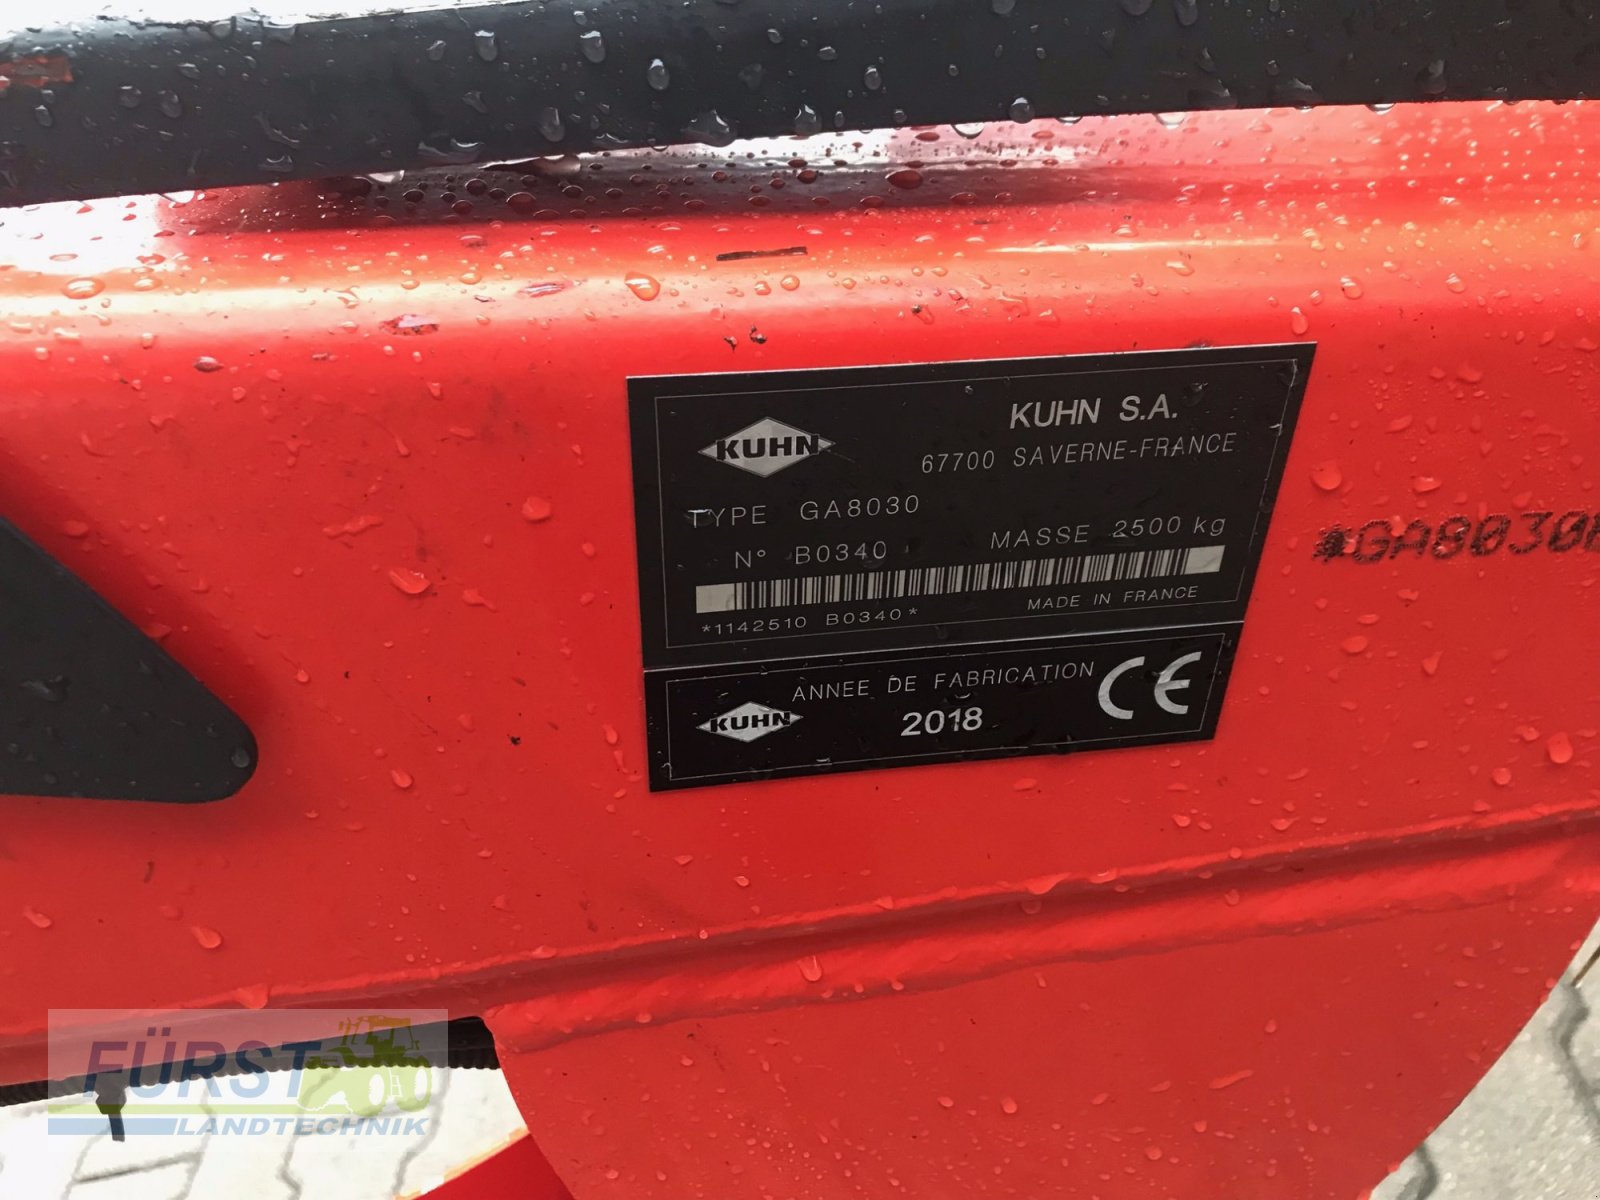 KUHN
KUHN S.A.
67700 SAVERNE-FRANCE
TYPE GA8030
N° B0340
MASSE 2500 kg
*1142510 B0340*
MADE IN FRANCE
KUHN
ANNEE DE FABRICATION
2018
CE
*GA8030
FÜRST
LANDTECHNIK